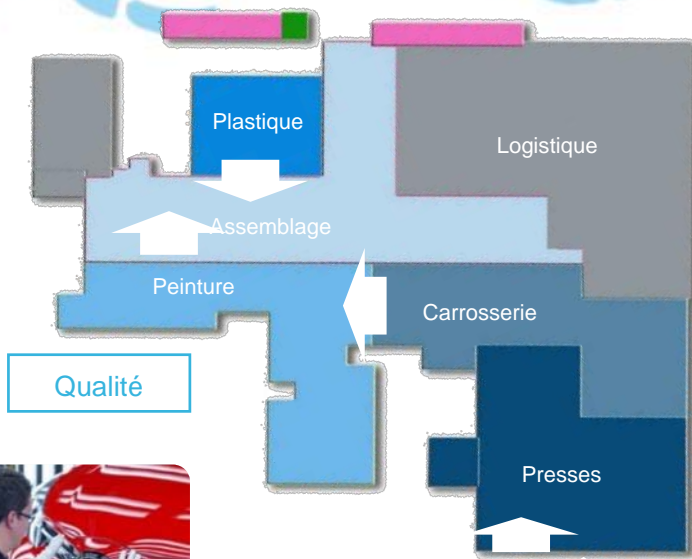 Plastique
Logistique
Assemblage
Peinture
Carrosserie
Qualité
Presses